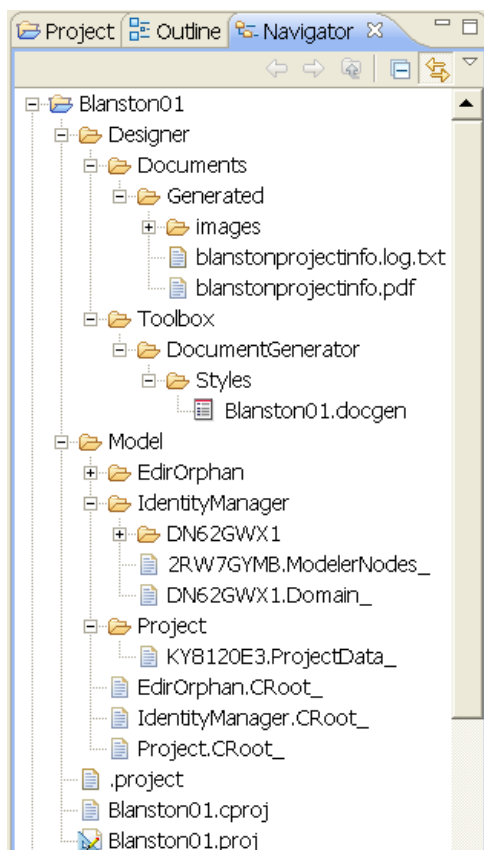 Project Outline Navigator
Blanston01
Designer
Documents
Generated
images
blanstonprojectinfo.log.txt
blanstonprojectinfo.pdf
Toolbox
DocumentGenerator
Styles
Blanston01.docgen
Model
EdirOrphan
IdentityManager
DN62GWX1
2RW7GYMB.ModelerNodes_
DN62GWX1.Domain_
Project
KY8120E3.ProjectData_
EdirOrphan.CRoot_
IdentityManager.CRoot_
Project.CRoot_
.project
Blanston01.cproj
Blanston01.proj